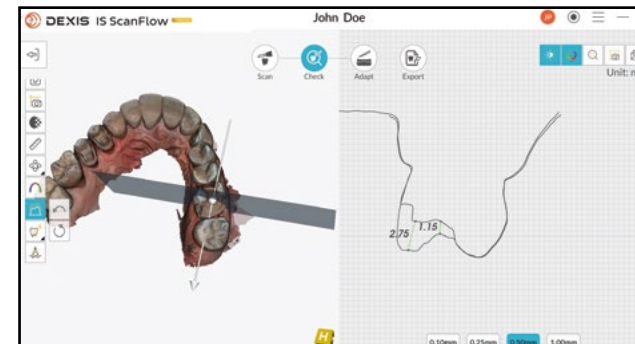 DEXIS IS ScanFlow
John Doe
JP
Scan
Check
Adapt
Export
Unit:
2.75
1.15
H
0.10mm
0.25mm
0.50mm
1.00mm